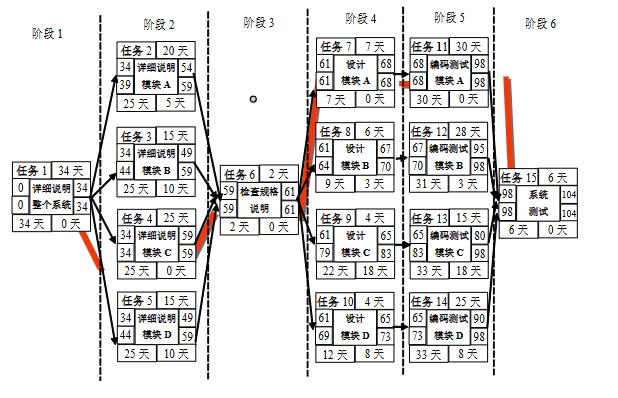 阶段 1
阶段 2
阶段 3
阶段 4
阶段 5
阶段 6
任务 1 34 天
0 详细说明 34
0 整个系统 34
34 天 0 天
任务 2 20 天
34 详细说明 54
39 模块 A 59
25 天 5 天
任务 3 15 天
34 详细说明 49
44 模块 B 59
25 天 10 天
任务 4 25 天
34 详细说明 59
34 模块 C 59
25 天 0 天
任务 5 15 天
34 详细说明 49
44 模块 D 59
25 天 10 天
任务 6 2 天
59 检查规格 61
59 说明 61
2 天 0 天
任务 7 7 天
61 设计 68
61 模块 A 68
7 天 0 天
任务 8 6 天
61 设计 67
64 模块 B 70
9 天 3 天
任务 9 4 天
61 设计 65
79 模块 C 83
22 天 18 天
任务 10 4 天
61 设计 65
69 模块 D 73
12 天 8 天
任务 11 30 天
68 编码测试 98
68 模块 A 98
30 天 0 天
任务 12 28 天
67 编码测试 95
70 模块 B 98
31 天 3 天
任务 13 15 天
65 编码测试 80
83 模块 C 98
33 天 18 天
任务 14 25 天
65 编码测试 90
73 模块 D 98
33 天 8 天
任务 15 6 天
98 系统 104
98 测试 104
6 天 0 天